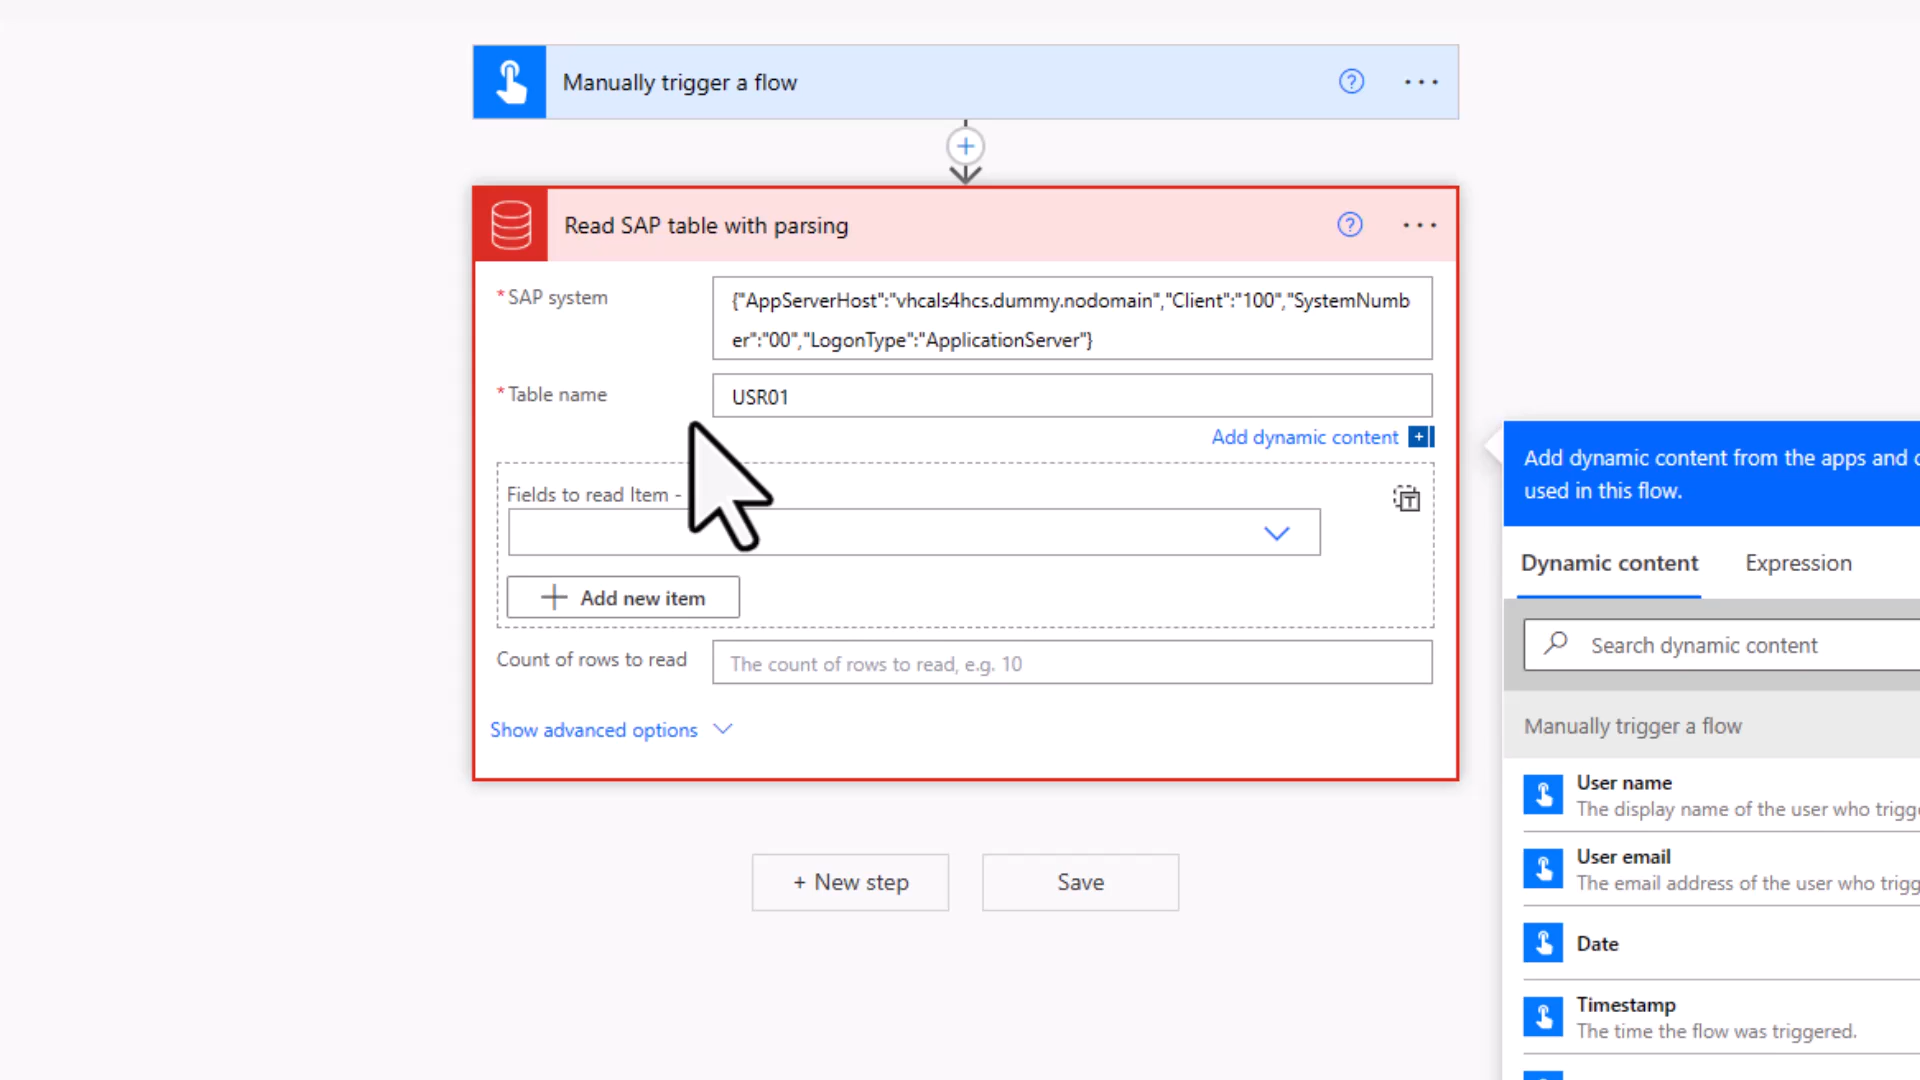 Manually trigger a flow
Read SAP table with parsing
* SAP system
{"AppServerHost":"vhcals4hcs.dummy.nodomain","Client":"100","SystemNumb
er":"00","LogonType":"ApplicationServer"}
* Table name
USR01
Add dynamic content
Fields to read Item -
Add new item
Count of rows to read
The count of rows to read, e.g. 10
Show advanced options
+ New step
Save
Add dynamic content from the apps and
used in this flow.
Dynamic content
Expression
Search dynamic content
Manually trigger a flow
User name
The display name of the user who
User email
The email address of the user who
Date
Timestamp
The time the flow was triggered.